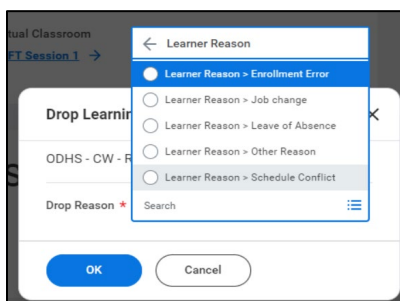 tual Classroom
FT Session 1 →
← Learner Reason
Learner Reason > Enrollment Error
Learner Reason > Job change
Learner Reason > Leave of Absence
Learner Reason > Other Reason
Learner Reason > Schedule Conflict
Drop Learnin
ODHS - CW - R
Drop Reason * Search
OK Cancel